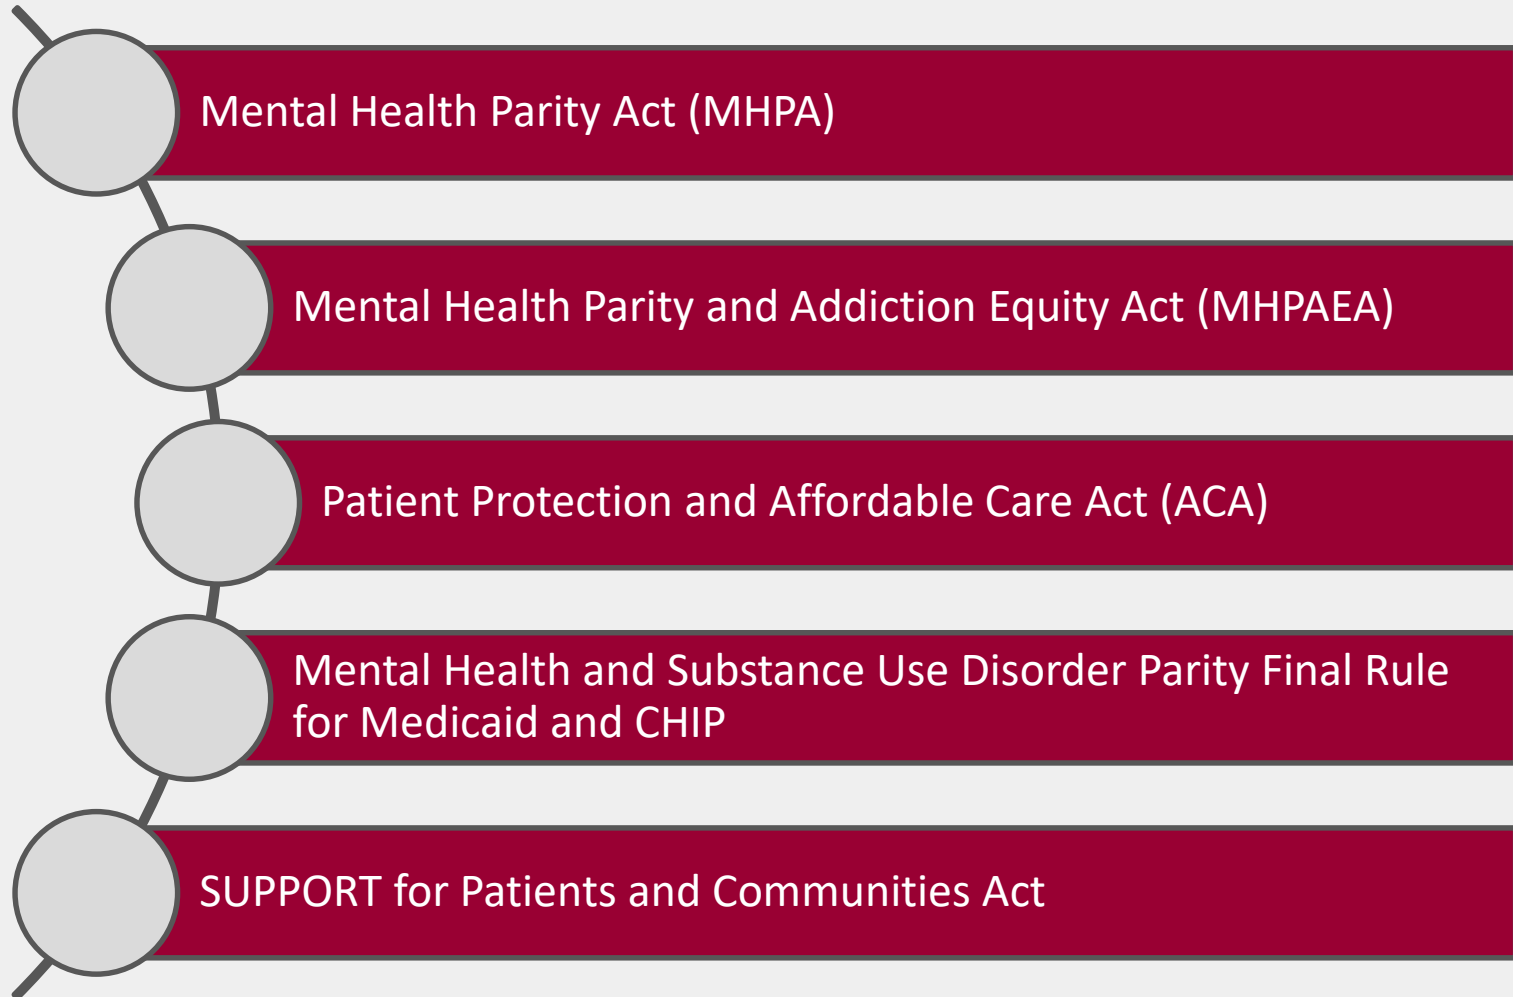 Mental Health Parity Act (MHPA)
Mental Health Parity and Addiction Equity Act (MHPAEA)
Patient Protection and Affordable Care Act (ACA)
Mental Health and Substance Use Disorder Parity Final Rule
for Medicaid and CHIP
SUPPORT for Patients and Communities Act